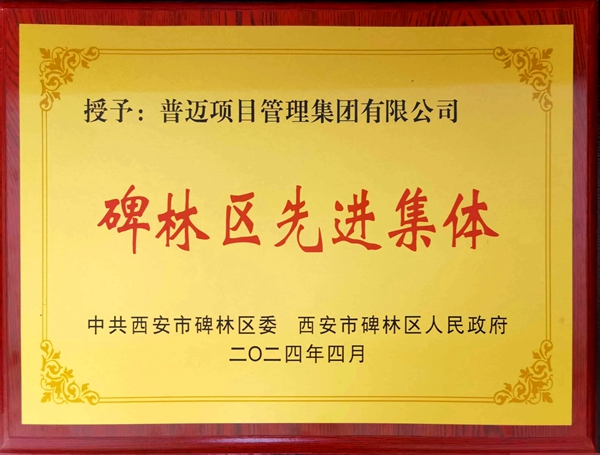 授予：普迈项目管理集团有限公司
碑林区先进集体
中共西安市碑林区委 西安市碑林区人民政府
二〇二四年四月